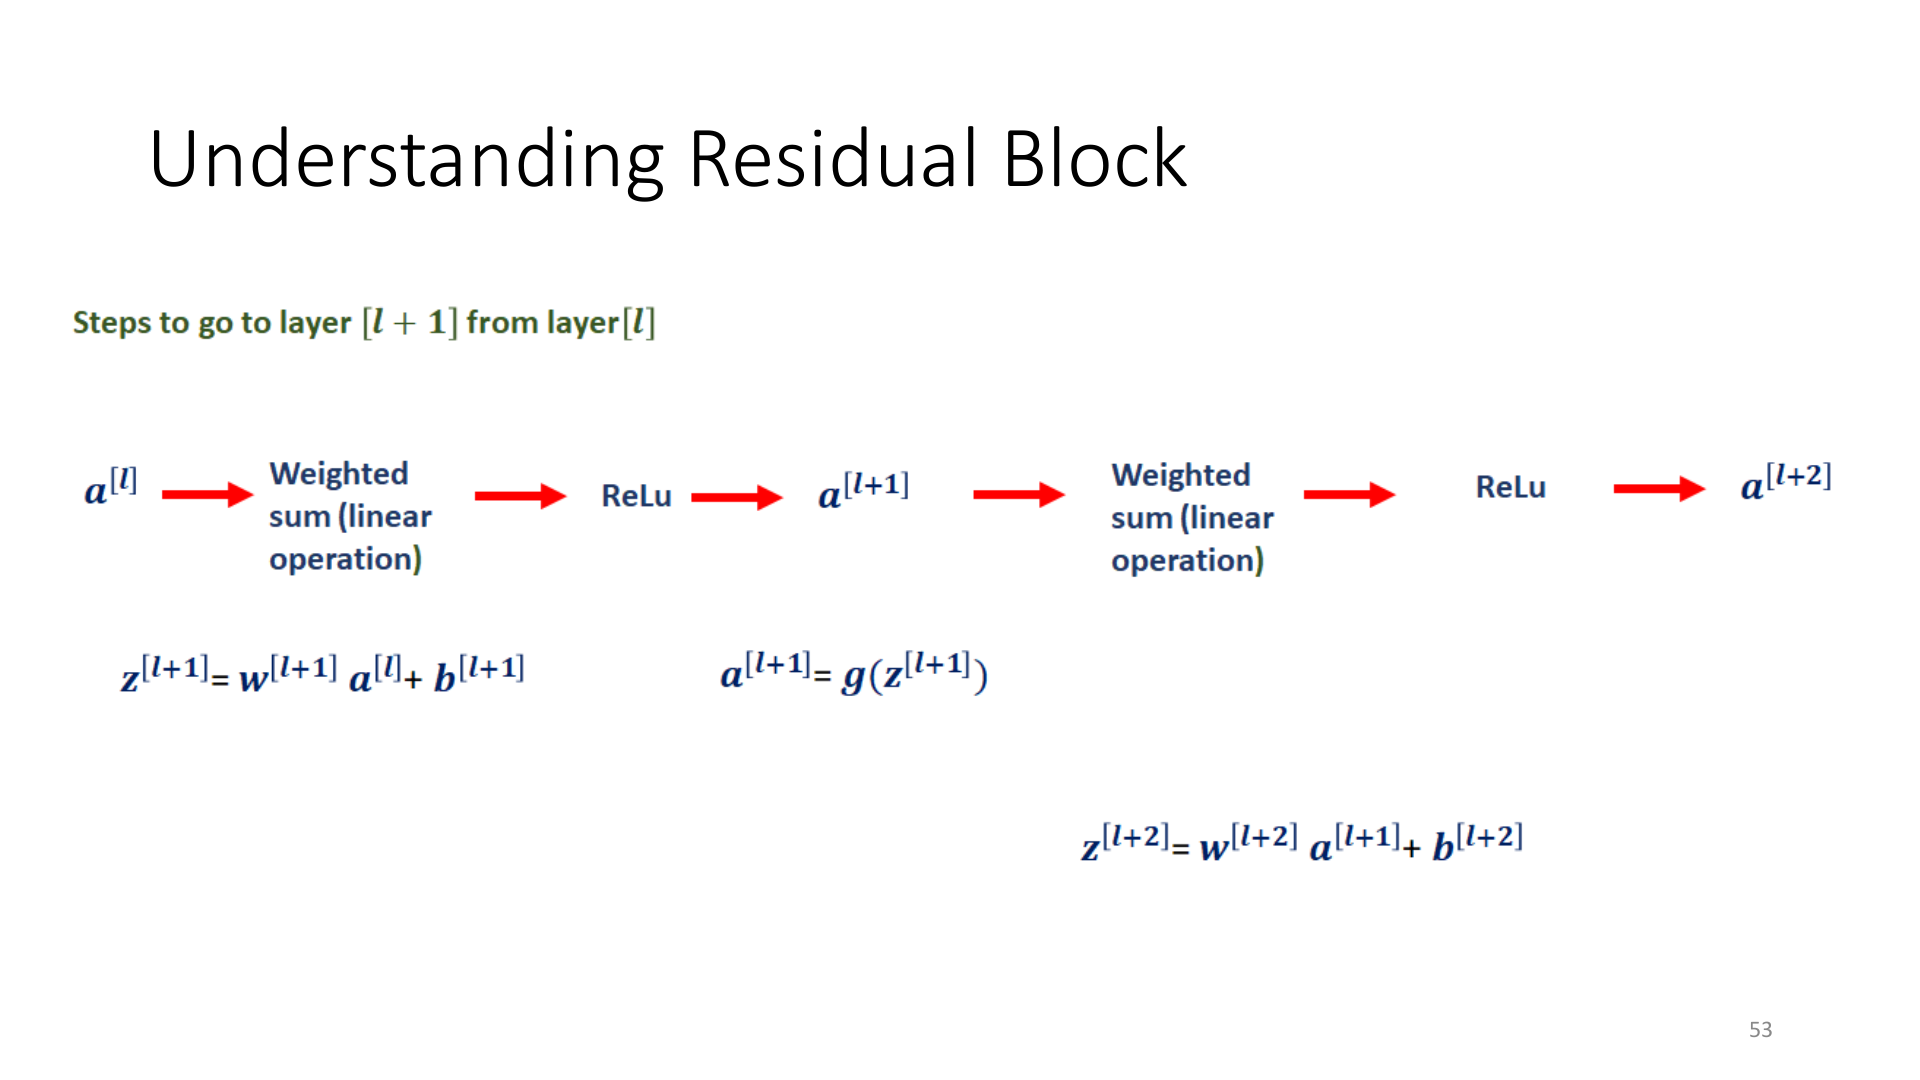 Understanding Residual Block
Steps to go to layer [l + 1] from layer[l]
a^[l] Weighted sum (linear operation) ReLu a^[l+1] Weighted sum (linear operation) ReLu a^[l+2]
z^[l+1]= w^[l+1] a^[l]+ b^[l+1] a^[l+1]= g(z^[l+1])
z^[l+2]= w^[l+2] a^[l+1]+ b^[l+2]
53